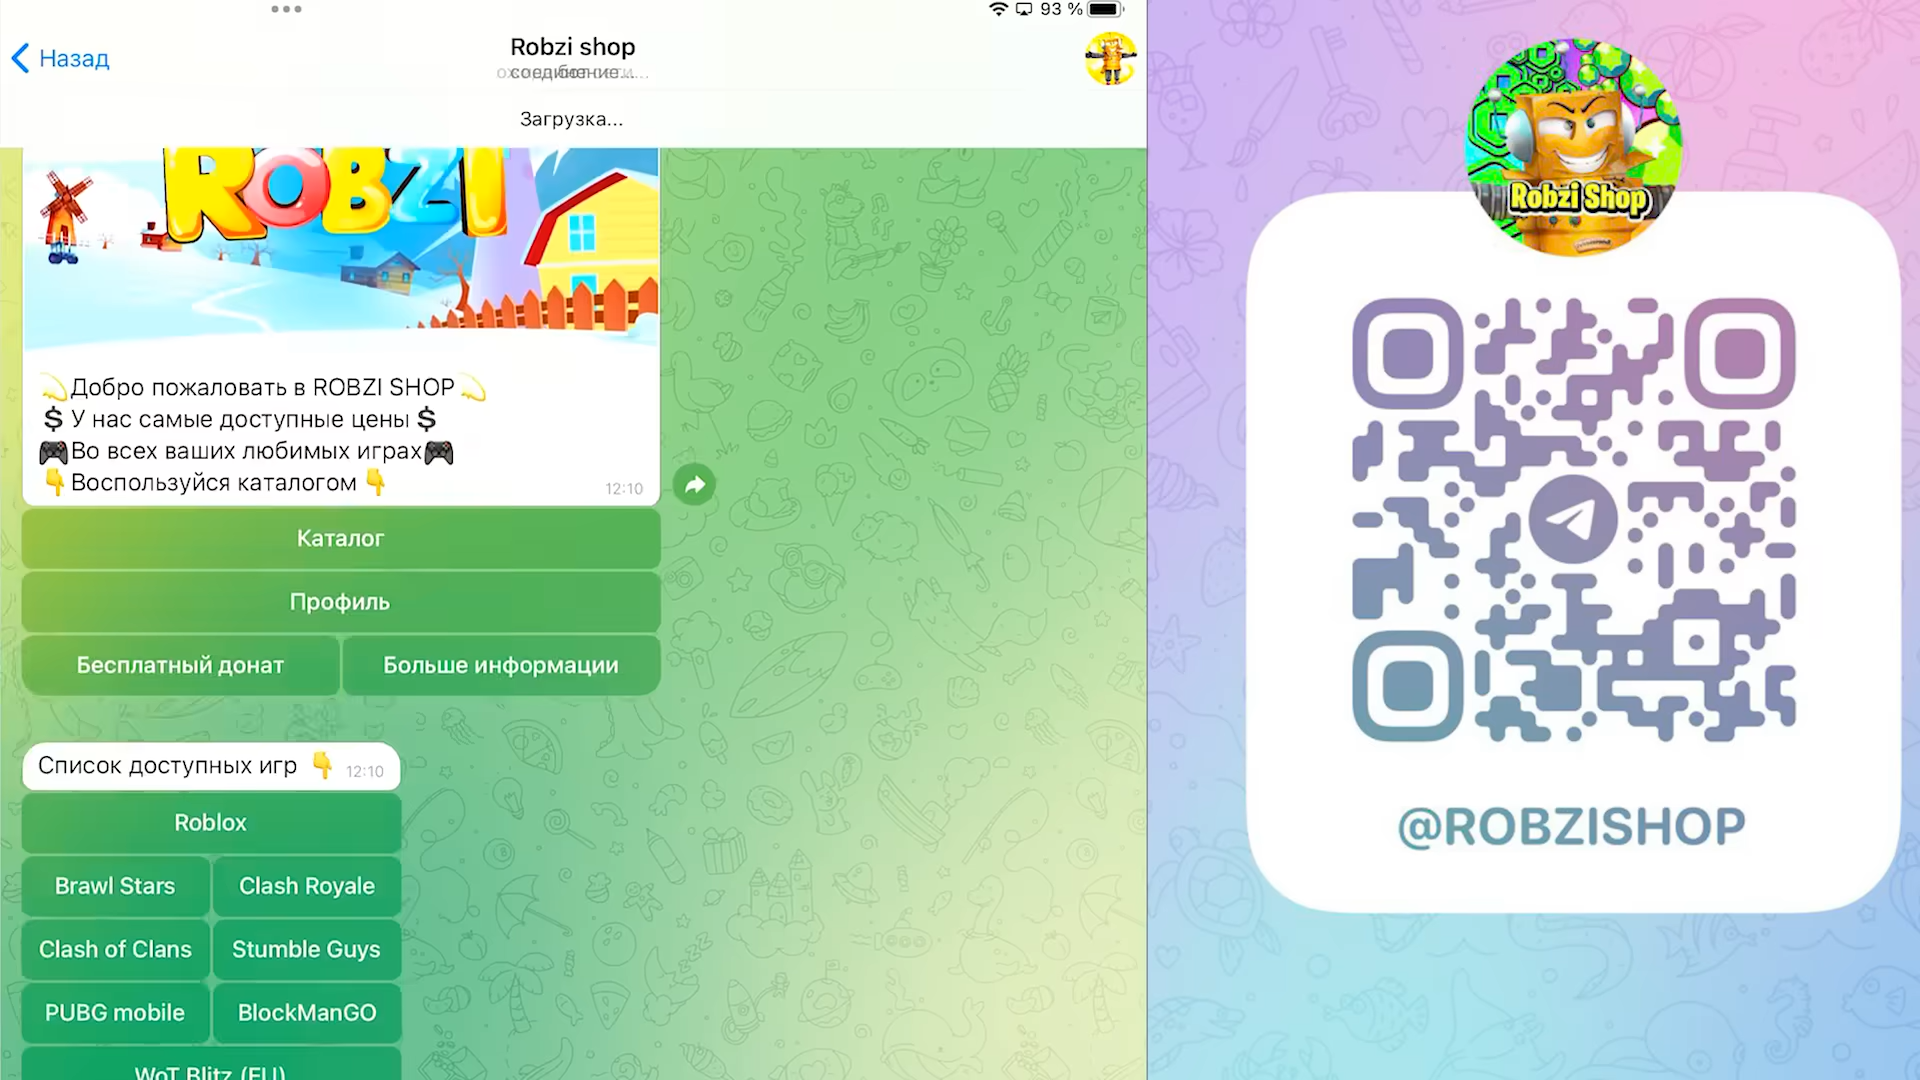 93 %
Назад
Robzi shop
Загрузка...
ROBZI
Добро пожаловать в ROBZI SHOP
$ У нас самые доступные цены $
Во всех ваших любимых играх
Воспользуйся каталогом
12:10
Каталог
Профиль
Бесплатный донат
Больше информации
Список доступных игр
12:10
Roblox
Brawl Stars
Clash Royale
Clash of Clans
Stumble Guys
PUBG mobile
BlockManGO
WoT Blitz (EU)
Robzi Shop
@ROBZISHOP